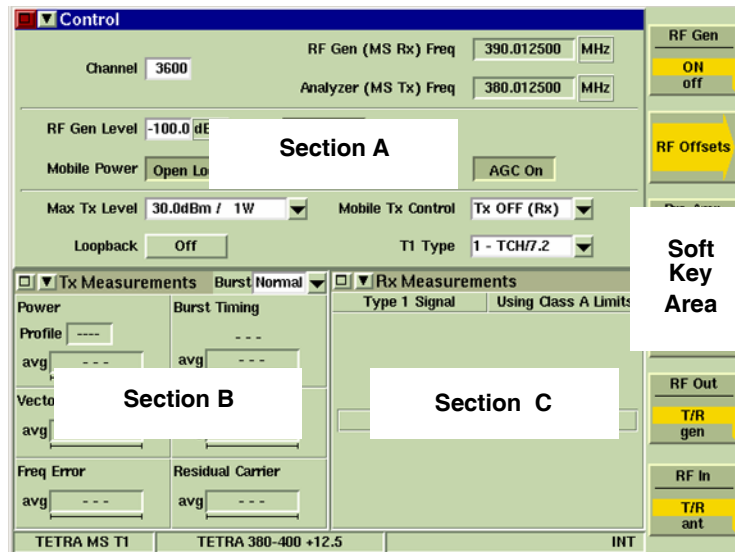 Control
RF Gen (MS Rx) Freq 390.012500 MHz
Channel 3600
Analyzer (MS Tx) Freq 380.012500 MHz
RF Gen Level -100.0
Section A
Mobile Power Open
AGC On
Max Tx Level 30.0dBm / 1W
Mobile Tx Control Tx OFF (Rx)
Loopback Off
T1 Type 1 - TCH/7.2
Tx Measurements Burst Normal
Power
Burst Timing
Profile ----
- - -
avg - - -
avg - - -
Section B
avg
Freq Error
Residual Carrier
avg - - -
avg - - -
Rx Measurements
Type 1 Signal Using Class A Limits
Section C
TETRA MS T1
TETRA 380-400 +12.5
INT
RF Gen
ON
off
RF Offsets
Soft
Key
Area
RF Out
T/R
gen
RF In
T/R
ant